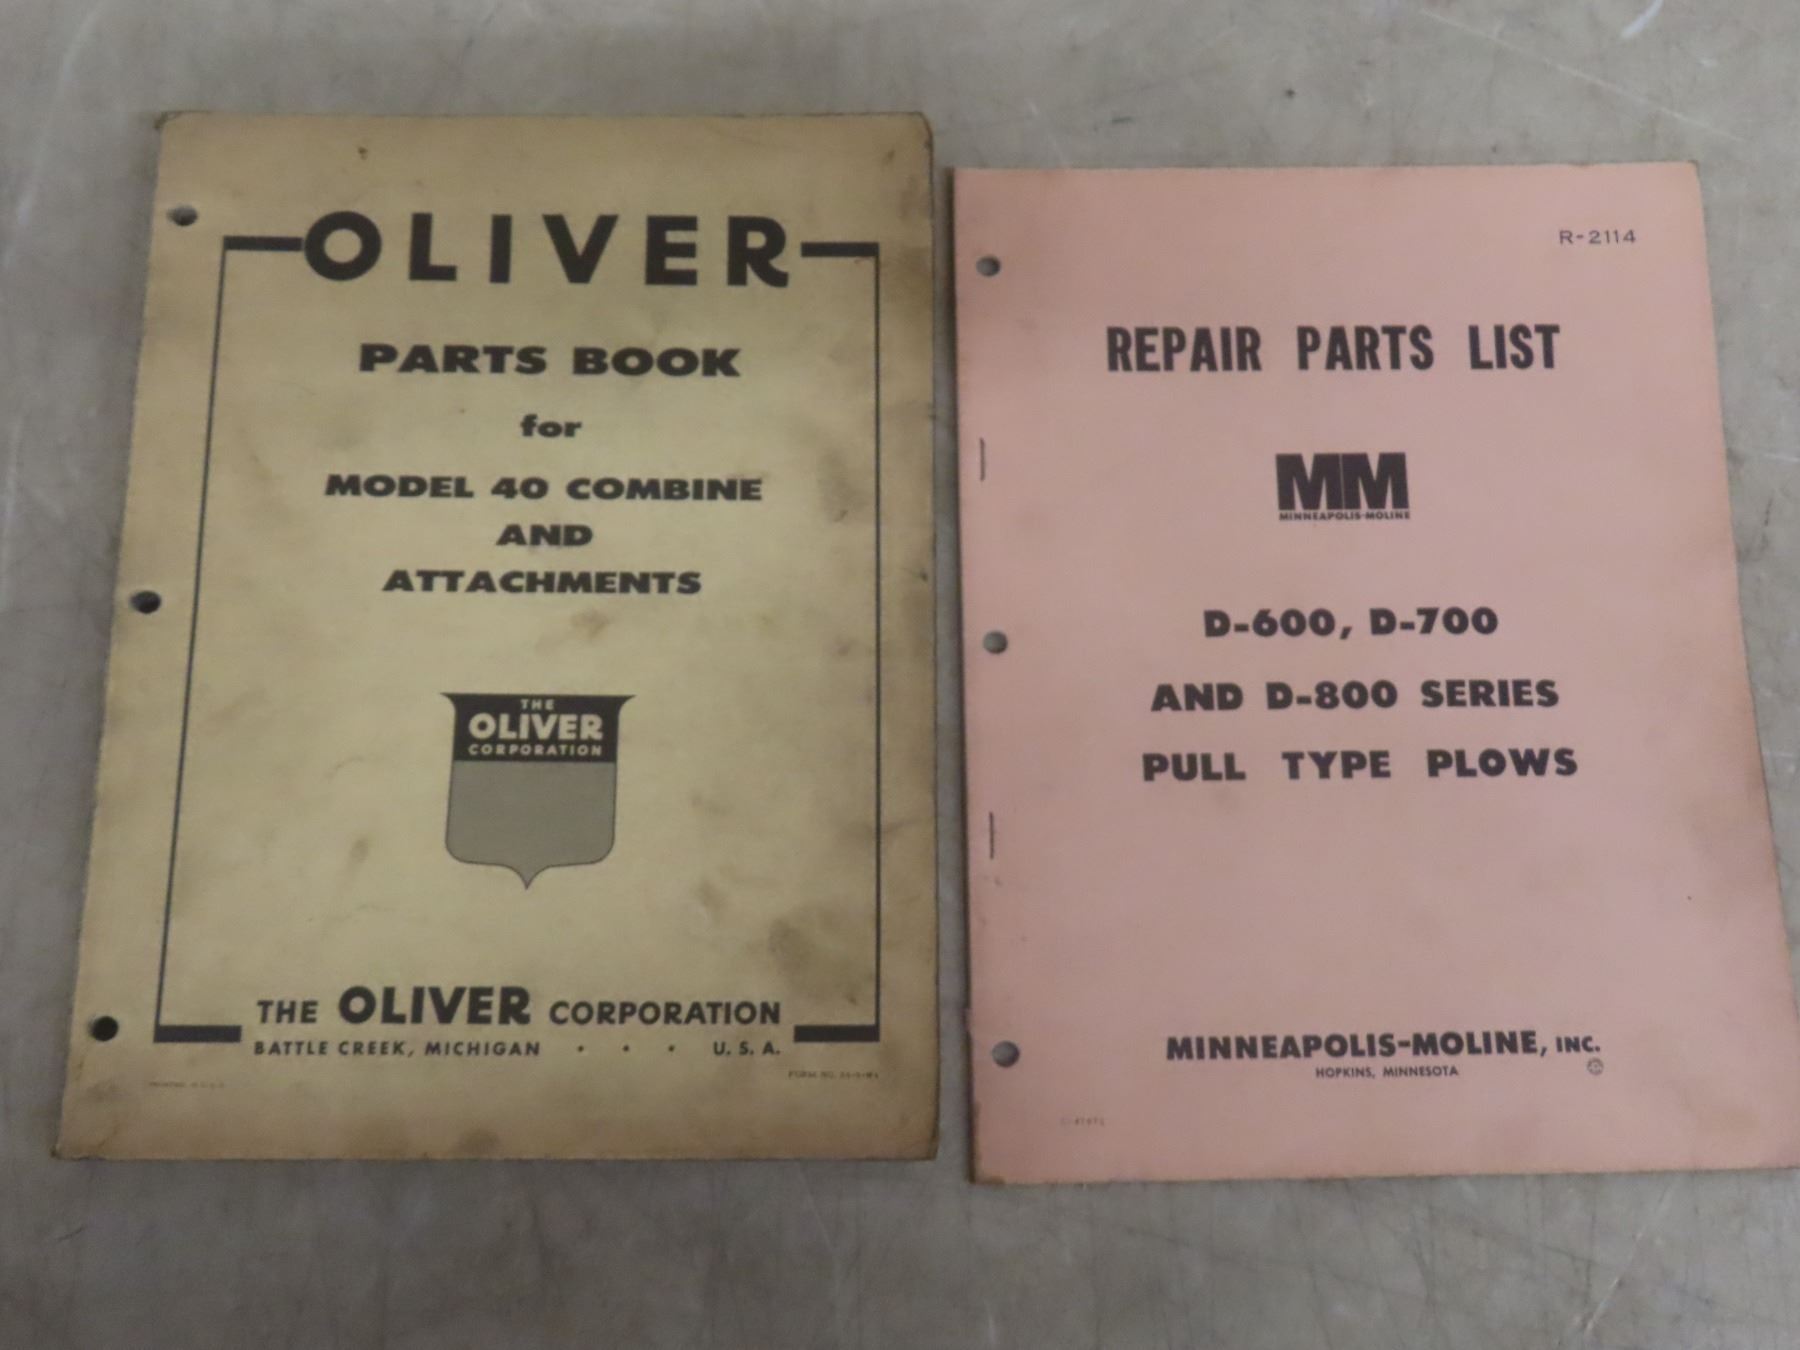 OLIVER
PARTS BOOK
for
MODEL 40 COMBINE
AND
ATTACHMENTS
THE
OLIVER
CORPORATION
THE OLIVER CORPORATION
BATTLE CREEK, MICHIGAN • • • U. S. A.
FORM NO.
R-2114
REPAIR PARTS LIST
MM
MINNEAPOLIS-MOLINE
D-600, D-700
AND D-800 SERIES
PULL TYPE PLOWS
MINNEAPOLIS-MOLINE, INC.
HOPKINS, MINNESOTA